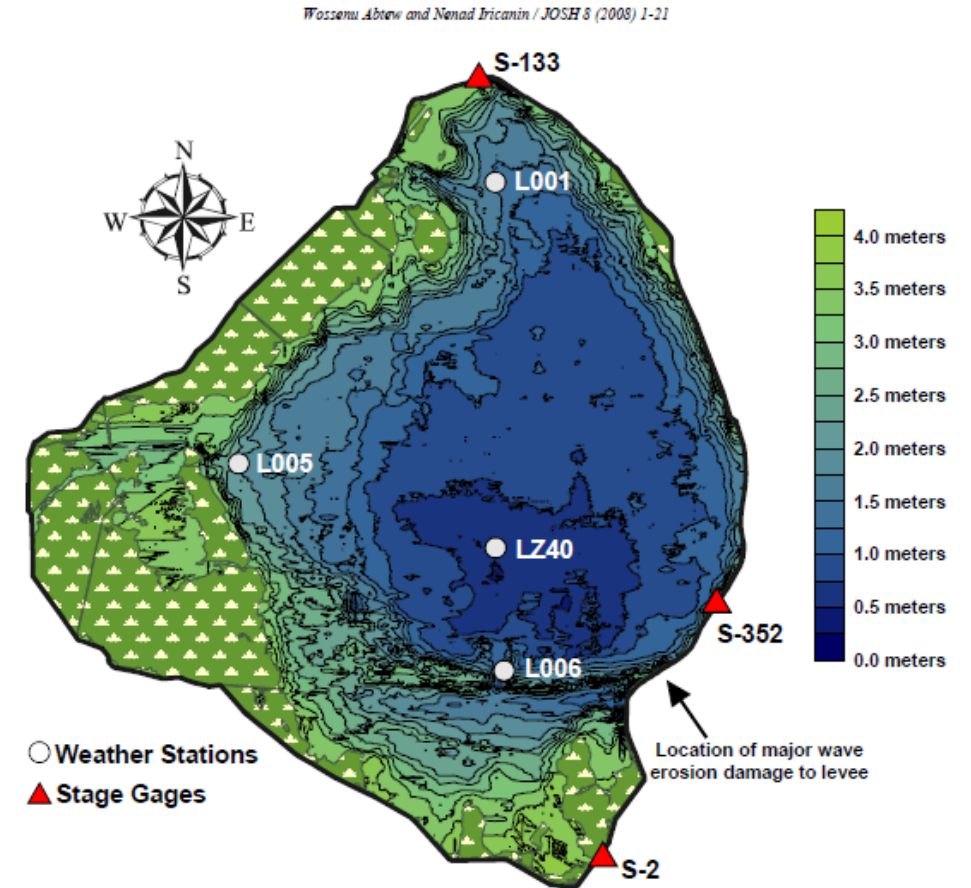 Wossenu Abtew and Nenad Iricanin / JOSH 8 (2008) 1-21
S-133
N
W
E
S
L001
4.0 meters
3.5 meters
3.0 meters
2.5 meters
2.0 meters
1.5 meters
1.0 meters
0.5 meters
0.0 meters
L005
LZ40
S-352
L006
Location of major wave
erosion damage to levee
Weather Stations
Stage Gages
S-2